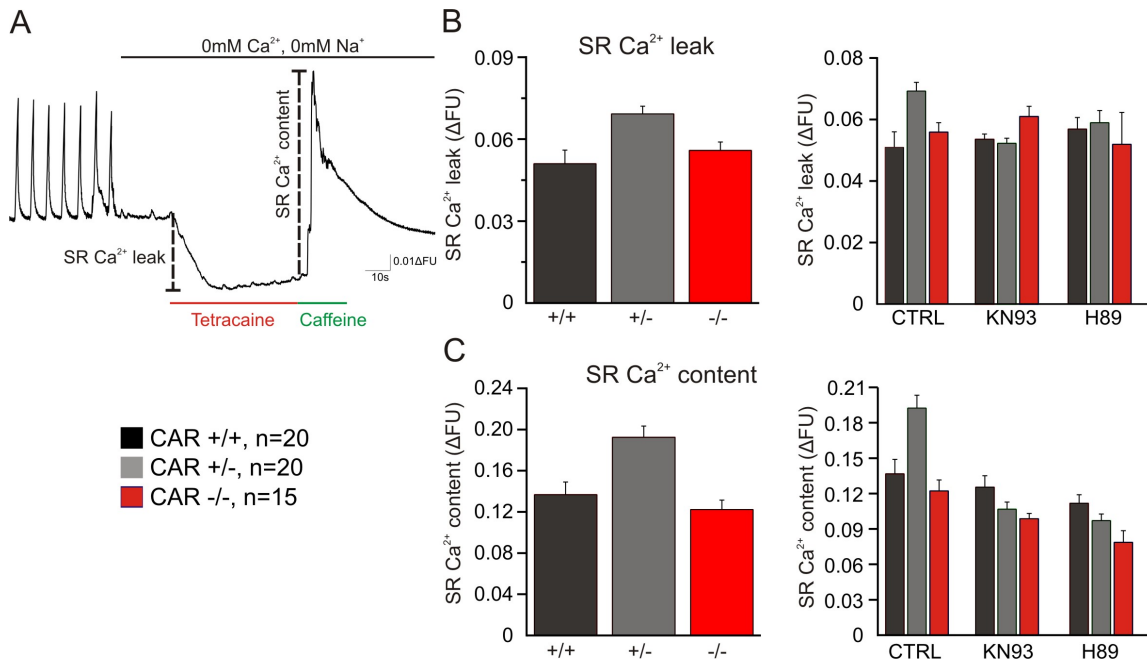 A
0mM Ca²⁺, 0mM Na⁺
SR Ca²⁺ content
SR Ca²⁺ leak
0.01ΔFU
10s
Tetracaine
Caffeine
CAR +/+, n=20
CAR +/-, n=20
CAR -/-, n=15
B
SR Ca²⁺ leak
SR Ca²⁺ leak (ΔFU)
0.09
0.06
0.03
0
+/+
+/-
-/-
SR Ca²⁺ leak (ΔFU)
0.08
0.06
0.04
0.02
0
CTRL
KN93
H89
C
SR Ca²⁺ content
SR Ca²⁺ content (ΔFU)
0.24
0.20
0.16
0.12
0.08
0.04
0
+/+
+/-
-/-
SR Ca²⁺ content (ΔFU)
0.21
0.18
0.15
0.12
0.09
0.06
0.03
0
CTRL
KN93
H89